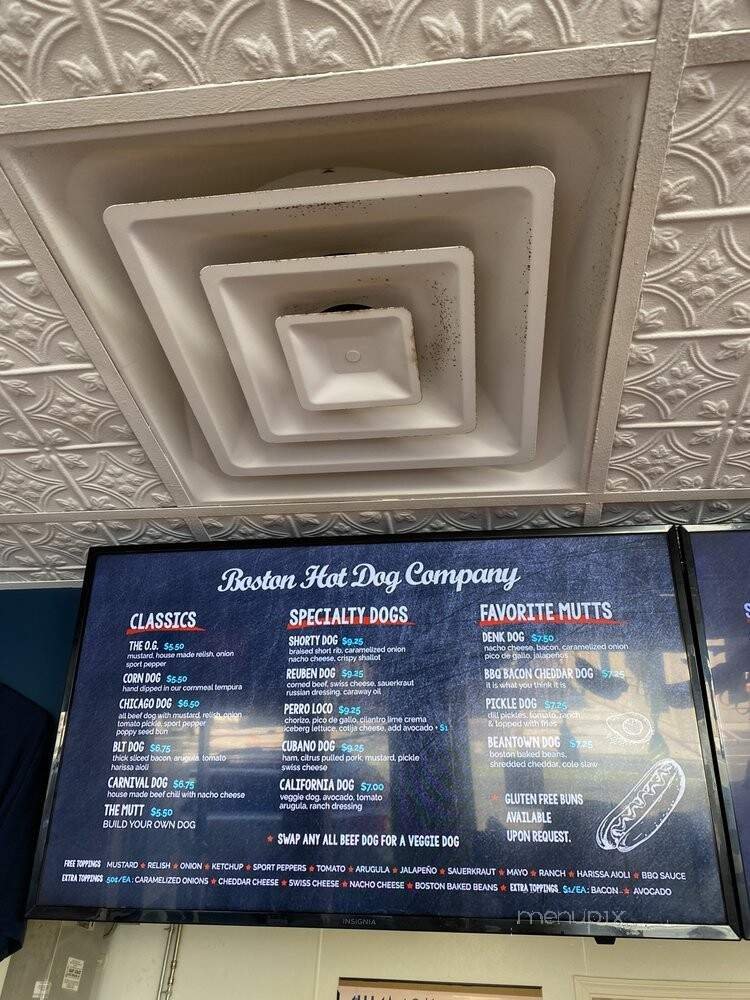 Boston Hot Dog Company
CLASSICS
THE O.G. $5.50
mustard, house made relish, onion
sport pepper
CORN DOG $5.50
hand dipped in our cornmeal tempura
CHICAGO DOG $6.50
all beef dog with mustard, relish, onion
tomato pickle, sport pepper
poppy seed bun
BLT DOG $6.75
thick sliced bacon, arugula, tomato
harissa aioli
CARNIVAL DOG $6.75
house made beef chili with nacho cheese
THE MUTT $5.50
BUILD YOUR OWN DOG
SPECIALTY DOGS
SHORTY DOG $9.25
braised short rib, caramelized onion
nacho cheese, crispy shallot
REUBEN DOG $9.25
corned beef, swiss cheese, sauerkraut
russian dressing, caraway oil
PERRO LOCO $9.25
chorizo, pico de gallo, cilantro lime crema
iceberg lettuce, cotija cheese, add avocado + $1
CUBANO DOG $9.25
ham, citrus pulled pork, mustard, pickle
swiss cheese
CALIFORNIA DOG $7.00
veggie dog, avocado, tomato
arugula, ranch dressing
★ SWAP ANY ALL BEEF DOG FOR A VEGGIE DOG
FAVORITE MUTTS
DENK DOG $7.50
nacho cheese, bacon, caramelized onion
pico de gallo, jalapeños
BBQ BACON CHEDDAR DOG $7.25
it is what you think it is
PICKLE DOG $7.25
dill pickles, tomato, ranch
& topped with fries
BEANTOWN DOG $7.25
boston baked beans,
shredded cheddar, cole slaw
★ GLUTEN FREE BUNS
AVAILABLE
UPON REQUEST.
FREE TOPPINGS MUSTARD ★ RELISH ★ ONION ★ KETCHUP ★ SPORT PEPPERS ★ TOMATO ★ ARUGULA ★ JALAPEÑO ★ SAUERKRAUT ★ MAYO ★ RANCH ★ HARISSA AIOLI ★ BBQ SAUCE
EXTRA TOPPINGS 50¢/EA: CARAMELIZED ONIONS ★ CHEDDAR CHEESE ★ SWISS CHEESE ★ NACHO CHEESE ★ BOSTON BAKED BEANS ★ EXTRA TOPPINGS $1/EA: BACON ★ AVOCADO
INSIGNIA
menupix